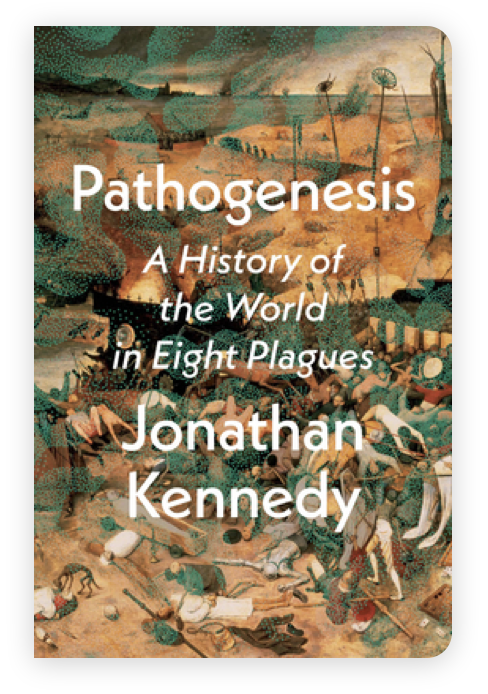 Pathogenesis
A History of
the World
in Eight Plagues
Jonathan
Kennedy